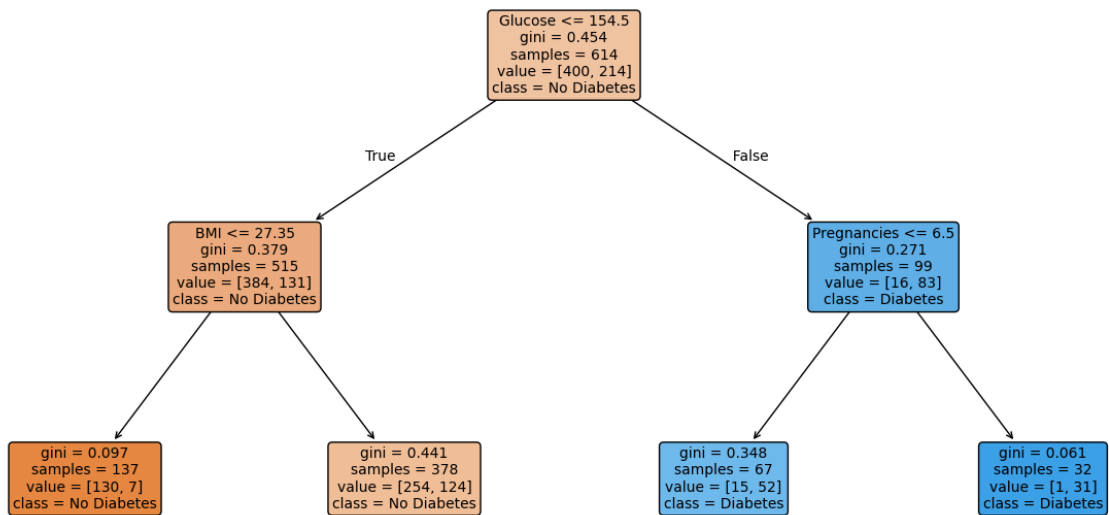 Glucose <= 154.5
gini = 0.454
samples = 614
value = [400, 214]
class = No Diabetes
True
False
BMI <= 27.35
gini = 0.379
samples = 515
value = [384, 131]
class = No Diabetes
Pregnancies <= 6.5
gini = 0.271
samples = 99
value = [16, 83]
class = Diabetes
gini = 0.097
samples = 137
value = [130, 7]
class = No Diabetes
gini = 0.441
samples = 378
value = [254, 124]
class = No Diabetes
gini = 0.348
samples = 67
value = [15, 52]
class = Diabetes
gini = 0.061
samples = 32
value = [1, 31]
class = Diabetes